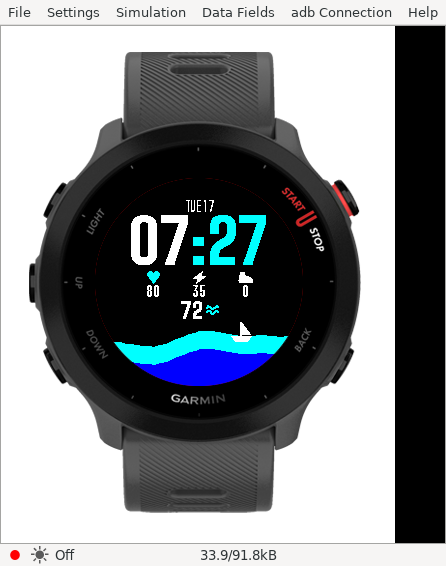 File Settings Simulation Data Fields adb Connection Help
TUE17
START
STOP
LIGHT
07:27
UP
80 35 0
72
DOWN
BACK
GARMIN
Off 33.9/91.8kB